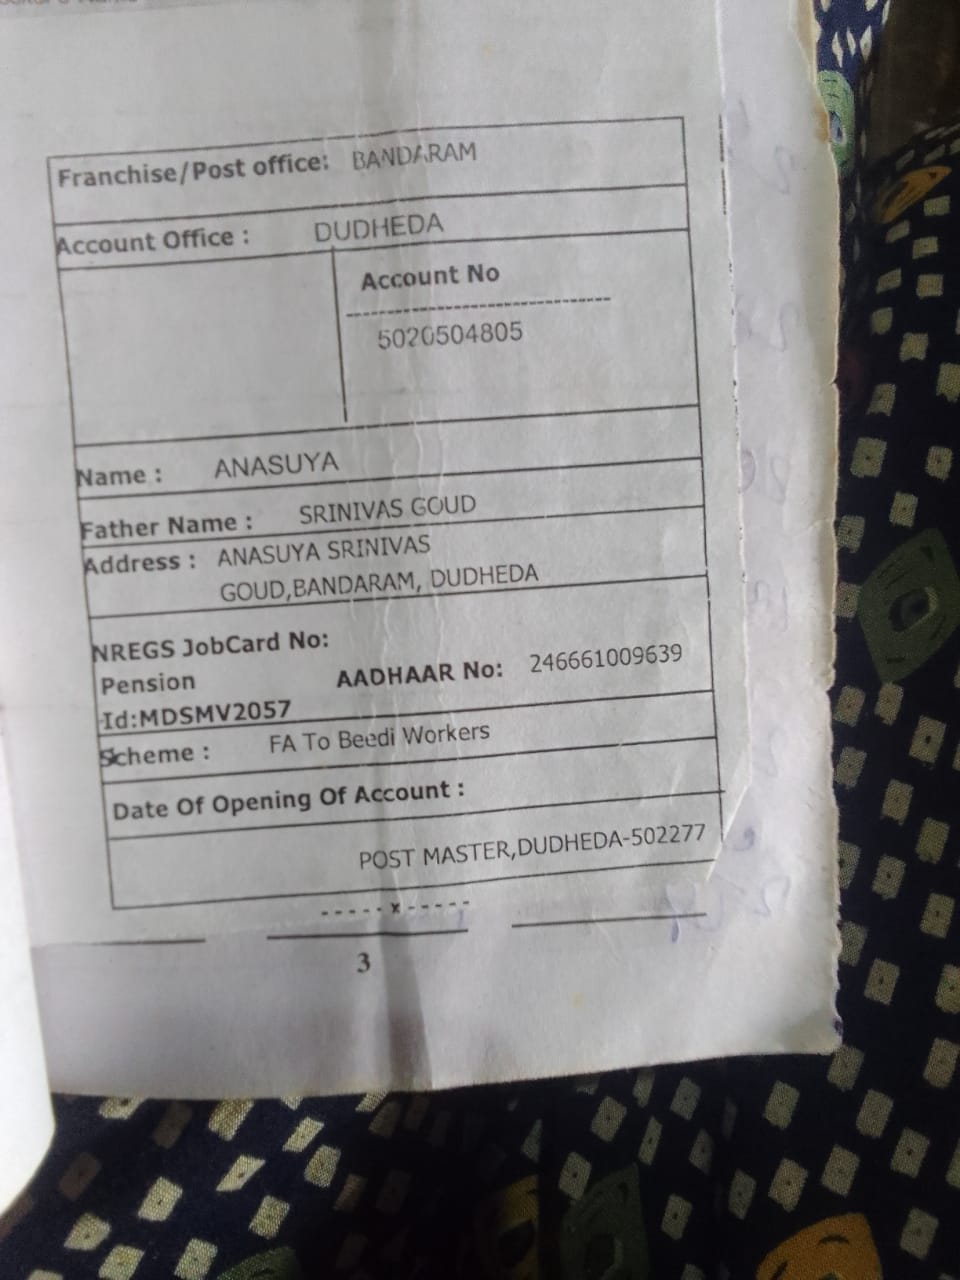 Franchise/Post office: BANDARAM
Account Office : DUDHEDA
Account No
------------------------------
5020504805
Name : ANASUYA
Father Name : SRINIVAS GOUD
Address : ANASUYA SRINIVAS
GOUD,BANDARAM, DUDHEDA
NREGS JobCard No:
Pension AADHAAR No: 246661009639
Id:MDSMV2057
Scheme : FA To Beedi Workers
Date Of Opening Of Account :
POST MASTER,DUDHEDA-502277
- - - - - x - - - - -
3